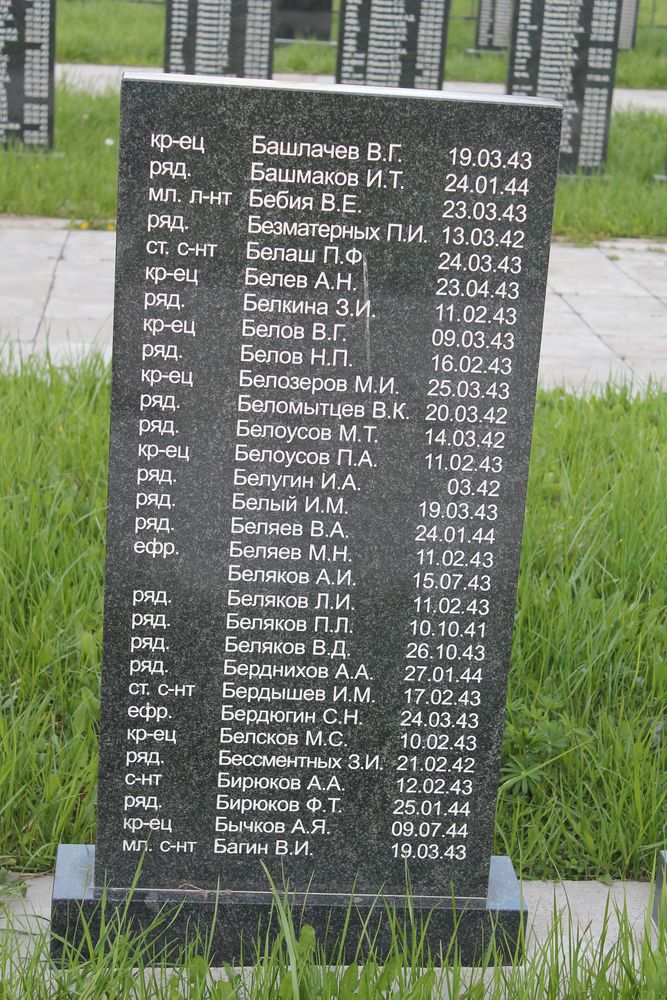 кр-ец Башлачев В.Г. 19.03.43
ряд. Башмаков И.Т. 24.01.44
мл. л-нт Бебия В.Е. 23.03.43
ряд. Безматерных П.И. 13.03.42
ст. с-нт Белаш П.Ф 24.03.43
кр-ец Белев А.Н. 23.04.43
ряд. Белкина З.И. 11.02.43
кр-ец Белов В.Г. 09.03.43
ряд. Белов Н.П. 16.02.43
кр-ец Белозеров М.И. 25.03.43
ряд. Беломытцев В.К. 20.03.42
ряд. Белоусов М.Т. 14.03.42
кр-ец Белоусов П.А. 11.02.43
ряд. Белугин И.А. 03.42
ряд. Белый И.М. 19.03.43
ряд. Беляев В.А. 24.01.44
ефр. Беляев М.Н. 11.02.43
Беляков А.И. 15.07.43
ряд. Беляков Л.И. 11.02.43
ряд. Беляков П.Л. 10.10.41
ряд. Беляков В.Д. 26.10.43
ряд. Берднихов А.А. 27.01.44
ст. с-нт Бердышев И.М. 17.02.43
ефр. Бердюгин С.Н. 24.03.43
кр-ец Белсков М.С. 10.02.43
ряд. Бессментных З.И. 21.02.42
с-нт Бирюков А.А. 12.02.43
ряд. Бирюков Ф.Т. 25.01.44
кр-ец Бычков А.Я. 09.07.44
мл. с-нт Багин В.И. 19.03.43